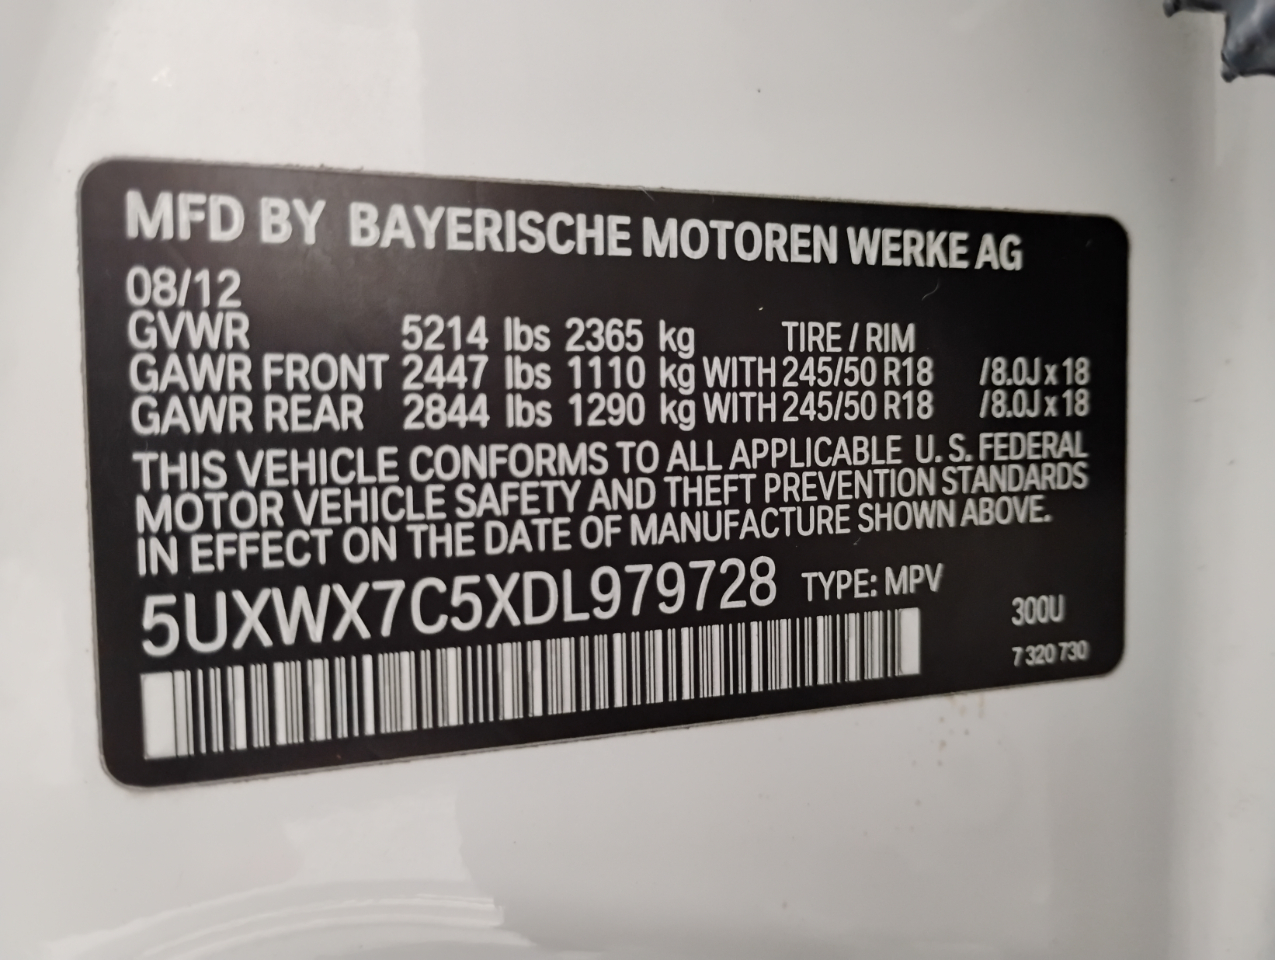 MFD BY BAYERISCHE MOTOREN WERKE AG
08/12
GVWR 5214 lbs 2365 kg TIRE / RIM
GAWR FRONT 2447 lbs 1110 kg WITH 245/50 R18 /8.0J x 18
GAWR REAR 2844 lbs 1290 kg WITH 245/50 R18 /8.0J x 18
THIS VEHICLE CONFORMS TO ALL APPLICABLE U. S. FEDERAL
MOTOR VEHICLE SAFETY AND THEFT PREVENTION STANDARDS
IN EFFECT ON THE DATE OF MANUFACTURE SHOWN ABOVE.
5UXWX7C5XDL979728 TYPE: MPV
300U
7 320 730